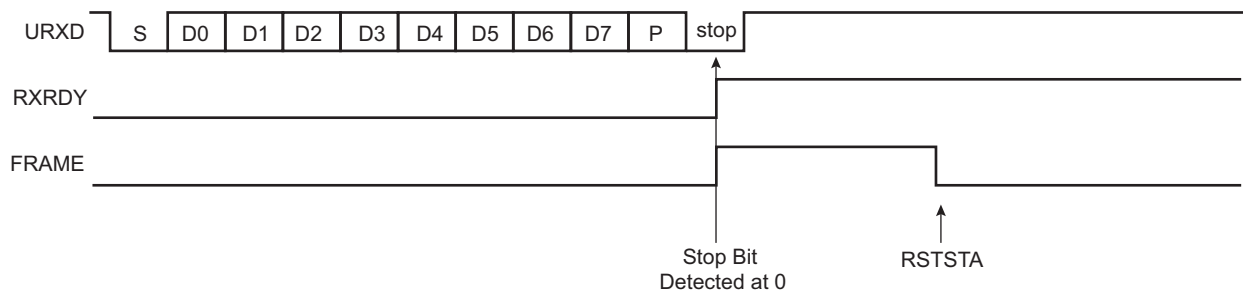 URXD S D0 D1 D2 D3 D4 D5 D6 D7 P stop
RXRDY
FRAME
Stop Bit
Detected at 0
RSTSTA